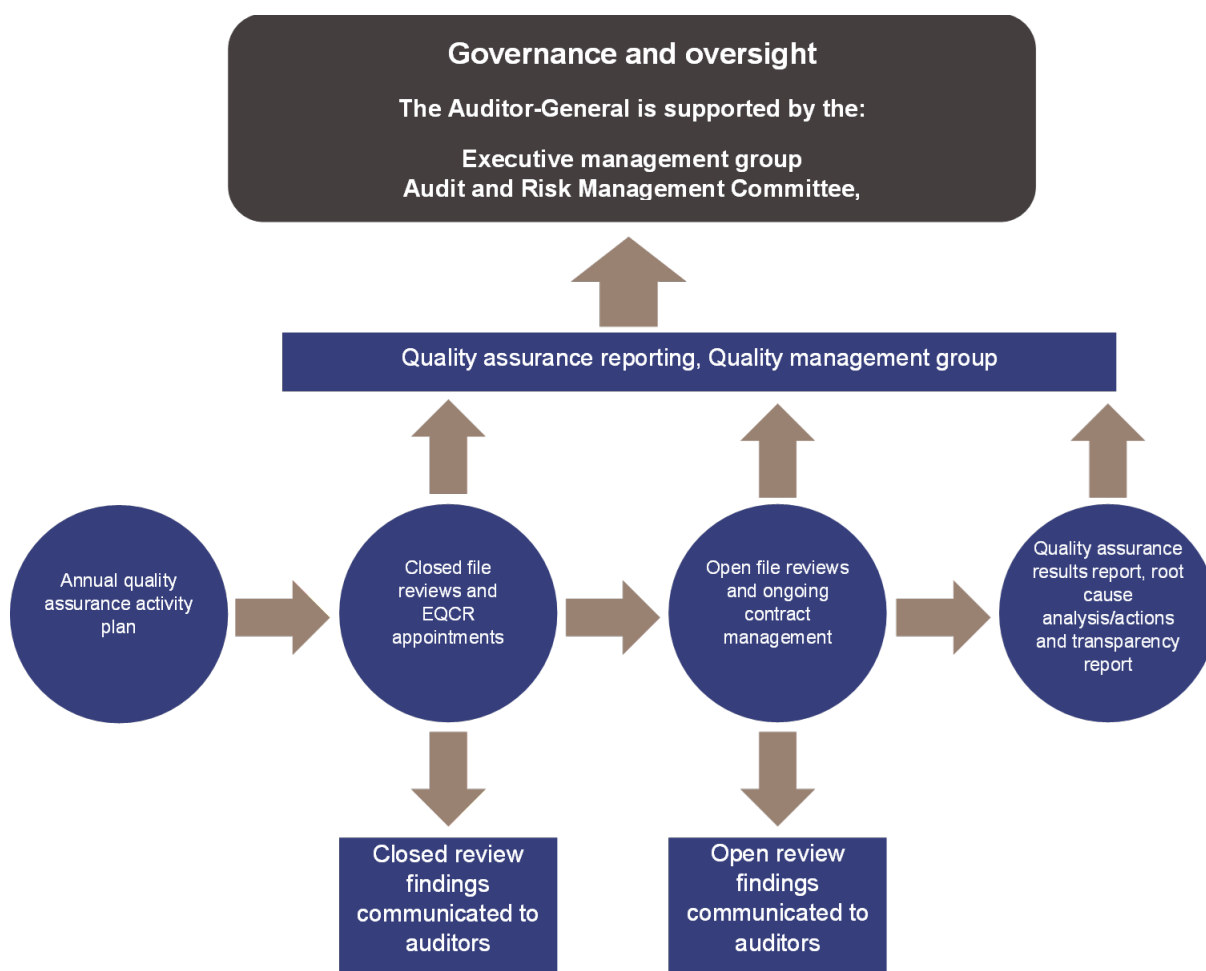 Governance and oversight
The Auditor-General is supported by the:
Executive management group
Audit and Risk Management Committee,
Quality assurance reporting, Quality management group
Annual quality
assurance activity
plan
Closed file
reviews and
EQCR
appointments
Open file reviews
and ongoing
contract
management
Quality assurance
results report, root
cause
analysis/actions
and transparency
report
Closed review
findings
communicated to
auditors
Open review
findings
communicated to
auditors